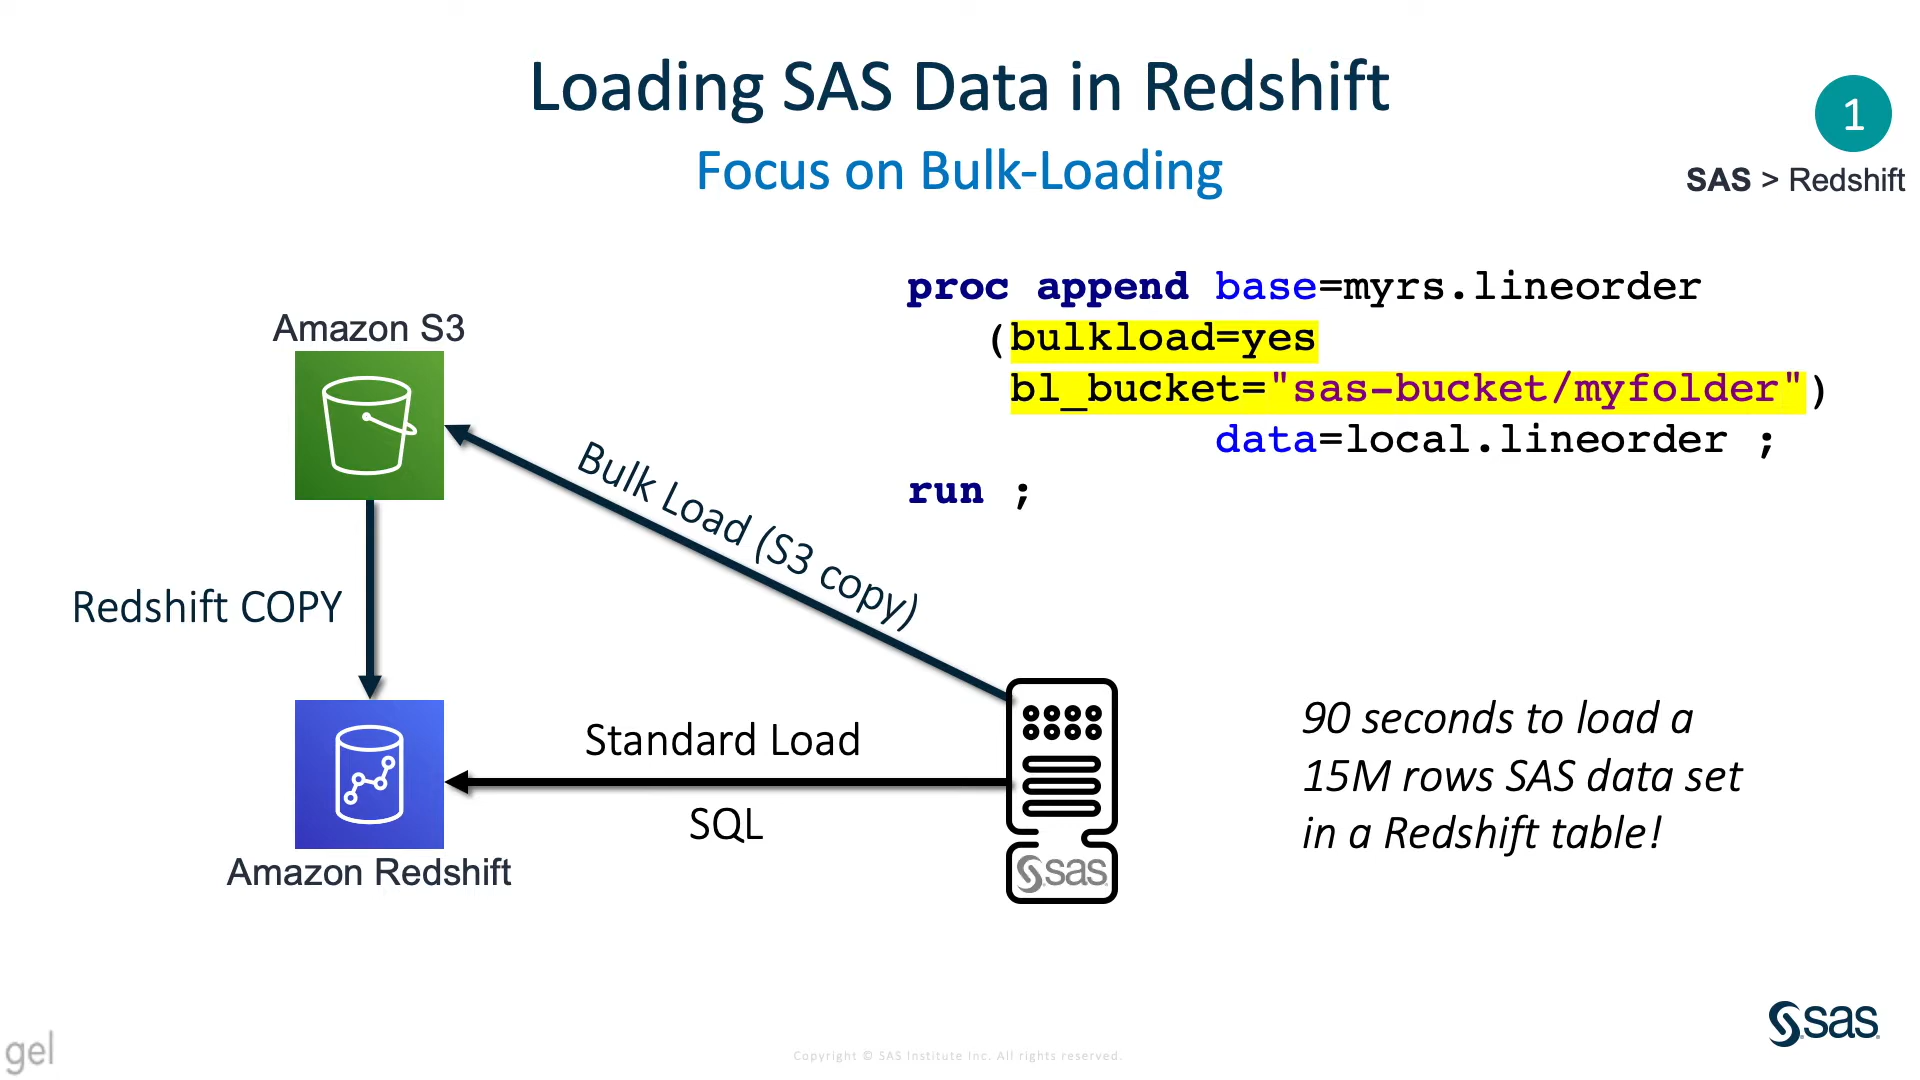 Loading SAS Data in Redshift
Focus on Bulk-Loading
1
SAS > Redshift
proc append base=myrs.lineorder
(bulkload=yes
bl_bucket="sas-bucket/myfolder")
data=local.lineorder ;
run ;
Amazon S3
Bulk Load (S3 copy)
Redshift COPY
Standard Load
SQL
Amazon Redshift
sas
90 seconds to load a
15M rows SAS data set
in a Redshift table!
gel
Copyright © SAS Institute Inc. All rights reserved.
sas